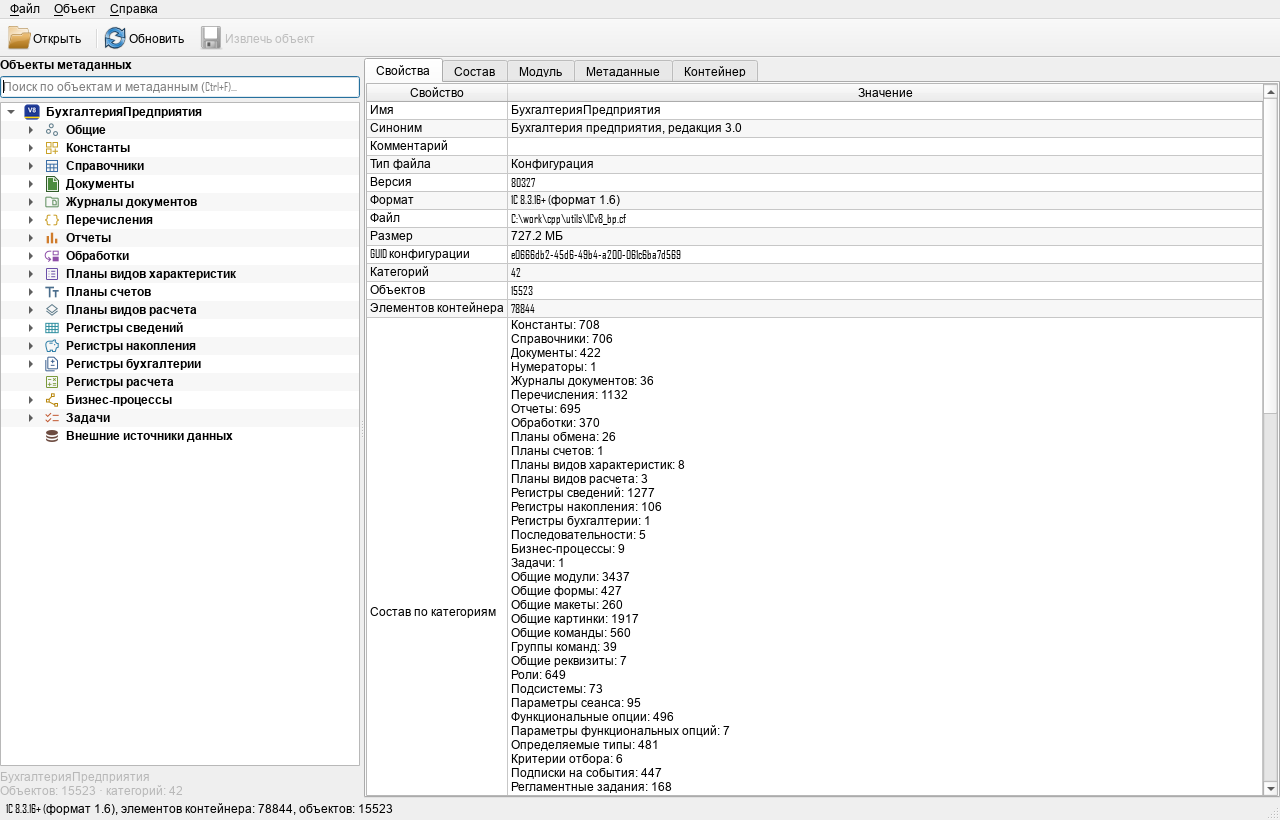 Файл Объект Справка
Открыть Обновить Извлечь объект
Объекты метаданных
Поиск по объектам и метаданным (Ctrl+F)...
БухгалтерияПредприятия
Общие
Константы
Справочники
Документы
Журналы документов
Перечисления
Отчеты
Обработки
Планы видов характеристик
Планы счетов
Планы видов расчета
Регистры сведений
Регистры накопления
Регистры бухгалтерии
Регистры расчета
Бизнес-процессы
Задачи
Внешние источники данных
БухгалтерияПредприятия
Объектов: 15523 · категорий: 42
Свойства Состав Модуль Метаданные Контейнер
Свойство Значение
Имя БухгалтерияПредприятия
Синоним Бухгалтерия предприятия, редакция 3.0
Комментарий
Тип файла Конфигурация
Версия 80327
Формат 1C 8.3.16+ (формат 1.6)
Файл C:\work\cpp\utils\1Cv8_bp.cf
Размер 727.2 МБ
GUID конфигурации e0666db2-45d6-49b4-a200-061c6ba7d569
Категорий 42
Объектов 15523
Элементов контейнера 78844
Состав по категориям
Константы: 708
Справочники: 706
Документы: 422
Нумераторы: 1
Журналы документов: 36
Перечисления: 1132
Отчеты: 695
Обработки: 370
Планы обмена: 26
Планы счетов: 1
Планы видов характеристик: 8
Планы видов расчета: 3
Регистры сведений: 1277
Регистры накопления: 106
Регистры бухгалтерии: 1
Последовательности: 5
Бизнес-процессы: 9
Задачи: 1
Общие модули: 3437
Общие формы: 427
Общие макеты: 260
Общие картинки: 1917
Общие команды: 560
Группы команд: 39
Общие реквизиты: 7
Роли: 649
Подсистемы: 73
Параметры сеанса: 95
Функциональные опции: 496
Параметры функциональных опций: 7
Определяемые типы: 481
Критерии отбора: 6
Подписки на события: 447
Регламентные задания: 168
1C 8.3.16+ (формат 1.6), элементов контейнера: 78844, объектов: 15523